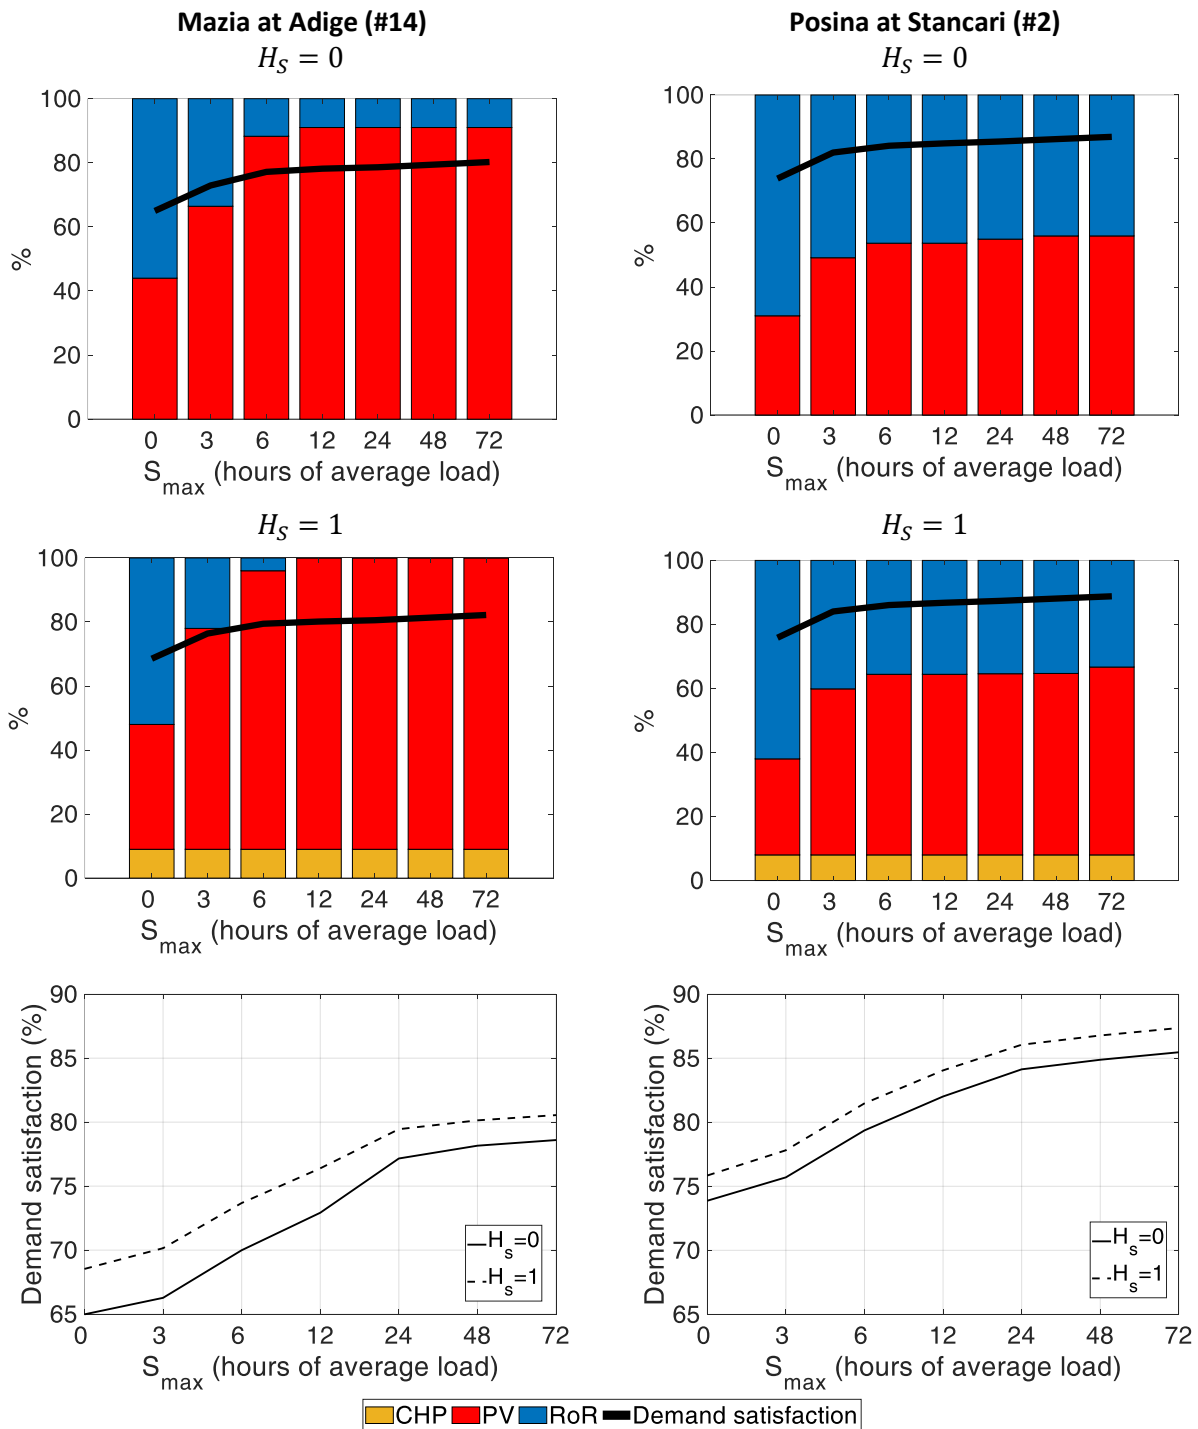 Mazia at Adige (#14)
H_S = 0
100
80
60
40
20
0
%
0 3 6 12 24 48 72
S_max (hours of average load)
Posina at Stancari (#2)
H_S = 0
100
80
60
40
20
0
%
0 3 6 12 24 48 72
S_max (hours of average load)
H_S = 1
100
80
60
40
20
0
%
0 3 6 12 24 48 72
S_max (hours of average load)
H_S = 1
100
80
60
40
20
0
%
0 3 6 12 24 48 72
S_max (hours of average load)
90
85
80
75
70
65
Demand satisfaction (%)
H_s=0
H_s=1
0 3 6 12 24 48 72
S_max (hours of average load)
90
85
80
75
70
65
Demand satisfaction (%)
H_s=0
H_s=1
0 3 6 12 24 48 72
S_max (hours of average load)
CHP PV RoR Demand satisfaction